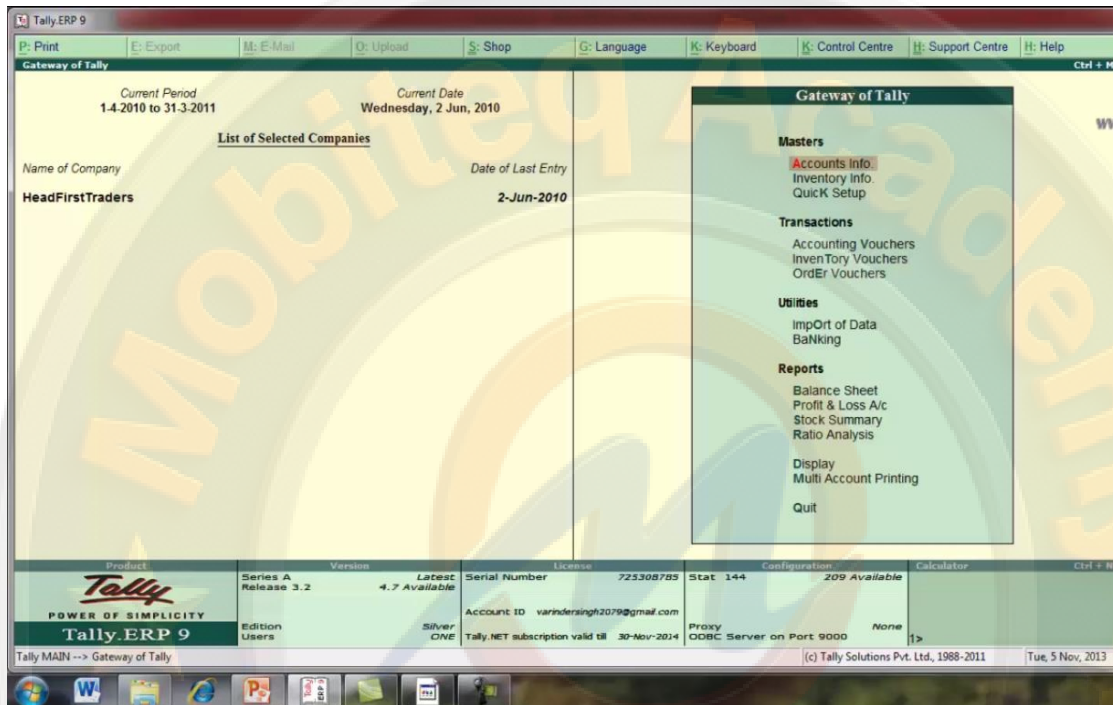 Tally.ERP 9
P: Print E: Export M: E-Mail O: Upload S: Shop G: Language K: Keyboard K: Control Centre H: Support Centre H: Help
Gateway of Tally Ctrl + M
Current Period Current Date
1-4-2010 to 31-3-2011 Wednesday, 2 Jun, 2010
List of Selected Companies
Name of Company Date of Last Entry
HeadFirstTraders 2-Jun-2010
Gateway of Tally
Masters
Accounts Info.
Inventory Info.
QuicK Setup
Transactions
Accounting Vouchers
InvenTory Vouchers
OrdEr Vouchers
Utilities
ImpOrt of Data
BaNking
Reports
Balance Sheet
Profit & Loss A/c
Stock Summary
Ratio Analysis
Display
Multi Account Printing
Quit
Mobiteq Academ
Product Version License Configuration Calculator Ctrl + N
Tally
POWER OF SIMPLICITY
Tally.ERP 9
Series A Latest
Release 3.2 4.7 Available
Edition Silver
Users ONE
Serial Number 725308785
Account ID varindersingh2079@gmail.com
Tally.NET subscription valid till 30-Nov-2014
Stat 144 209 Available
Proxy None
ODBC Server on Port 9000
1>
Tally MAIN --> Gateway of Tally (c) Tally Solutions Pvt. Ltd., 1988-2011 Tue, 5 Nov, 2013